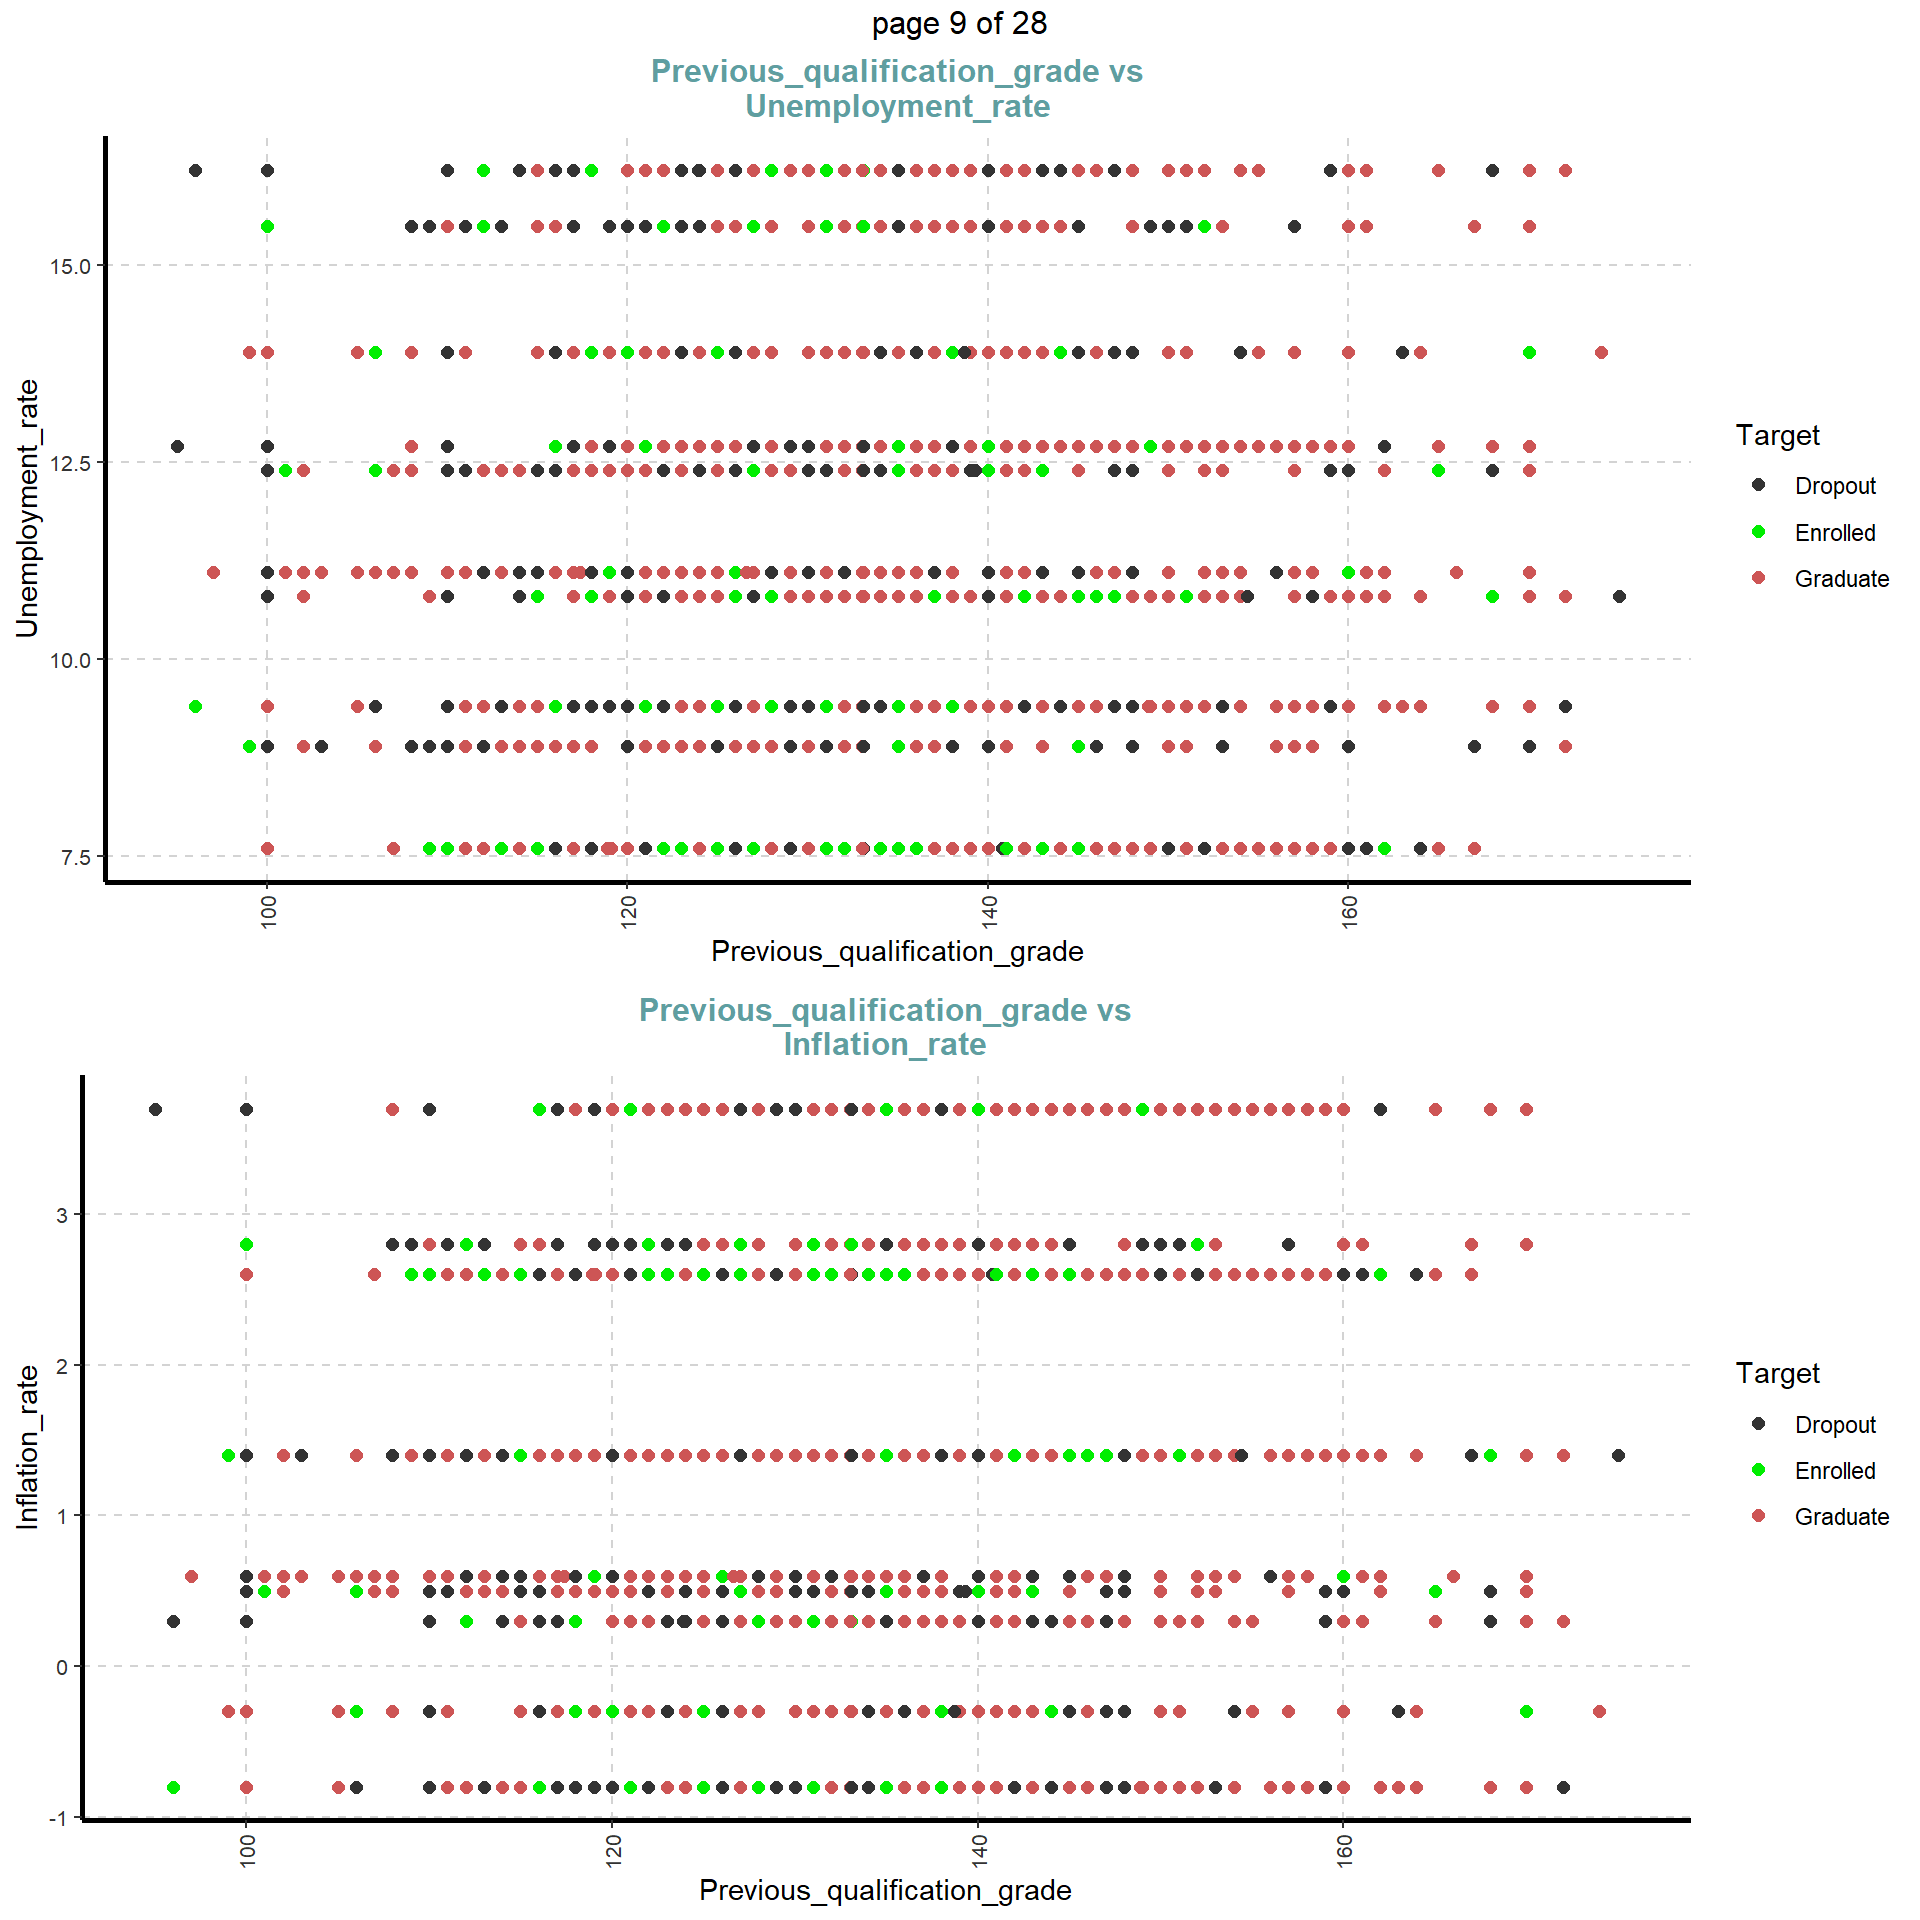 page 9 of 28
Previous_qualification_grade vs
Unemployment_rate
Unemployment_rate
15.0
12.5
10.0
7.5
100
120
140
160
Previous_qualification_grade
Target
Dropout
Enrolled
Graduate
Previous_qualification_grade vs
Inflation_rate
Inflation_rate
3
2
1
0
-1
100
120
140
160
Previous_qualification_grade
Target
Dropout
Enrolled
Graduate